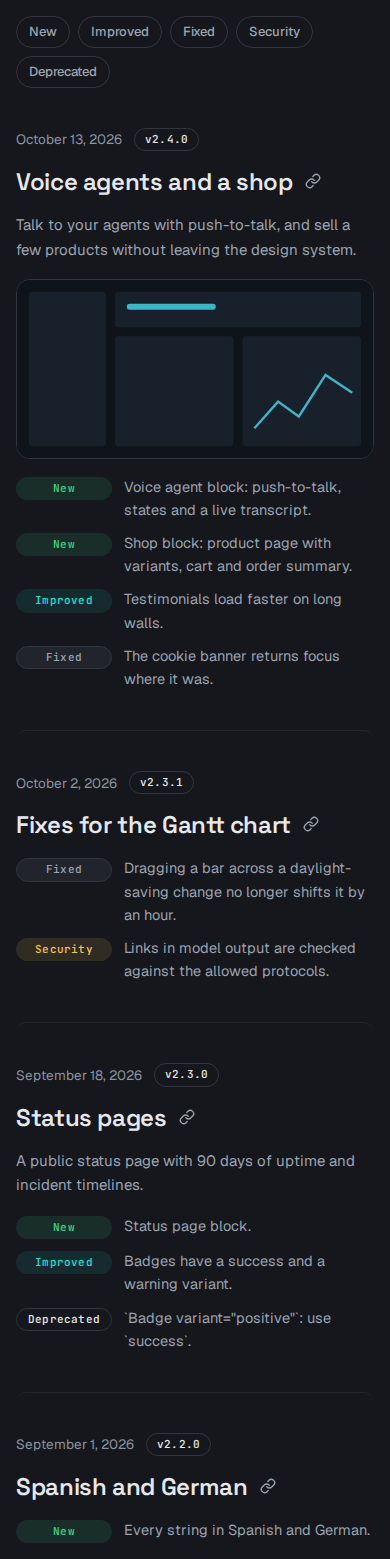 New Improved Fixed Security
Deprecated
October 13, 2026 v2.4.0
Voice agents and a shop
Talk to your agents with push-to-talk, and sell a
few products without leaving the design system.
New Voice agent block: push-to-talk,
states and a live transcript.
New Shop block: product page with
variants, cart and order summary.
Improved Testimonials load faster on long
walls.
Fixed The cookie banner returns focus
where it was.
October 2, 2026 v2.3.1
Fixes for the Gantt chart
Fixed Dragging a bar across a daylight-
saving change no longer shifts it by
an hour.
Security Links in model output are checked
against the allowed protocols.
September 18, 2026 v2.3.0
Status pages
A public status page with 90 days of uptime and
incident timelines.
New Status page block.
Improved Badges have a success and a
warning variant.
Deprecated `Badge variant="positive"`: use
`success`.
September 1, 2026 v2.2.0
Spanish and German
New Every string in Spanish and German.